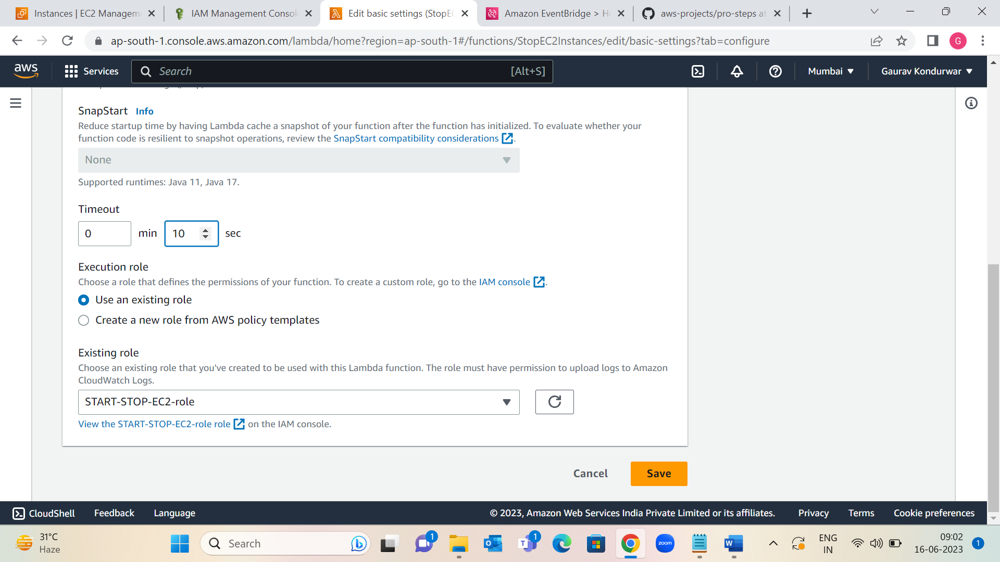 Instances | EC2 Managem
IAM Management Consol
Edit basic settings (StopEC
Amazon EventBridge > H
aws-projects/pro-steps at
ap-south-1.console.aws.amazon.com/lambda/home?region=ap-south-1#/functions/StopEC2Instances/edit/basic-settings?tab=configure
G
aws
Services
Search
[Alt+S]
Mumbai
Gaurav Kondurwar
SnapStart Info
Reduce startup time by having Lambda cache a snapshot of your function after the function has initialized. To evaluate whether your
function code is resilient to snapshot operations, review the SnapStart compatibility considerations.
None
Supported runtimes: Java 11, Java 17.
Timeout
0 min 10 sec
Execution role
Choose a role that defines the permissions of your function. To create a custom role, go to the IAM console.
Use an existing role
Create a new role from AWS policy templates
Existing role
Choose an existing role that you've created to be used with this Lambda function. The role must have permission to upload logs to Amazon
CloudWatch Logs.
START-STOP-EC2-role
View the START-STOP-EC2-role role on the IAM console.
Cancel
Save
CloudShell
Feedback
Language
© 2023, Amazon Web Services India Private Limited or its affiliates.
Privacy
Terms
Cookie preferences
31°C
Haze
Search
1
1
zoom
ENG
IN
09:02
16-06-2023
1